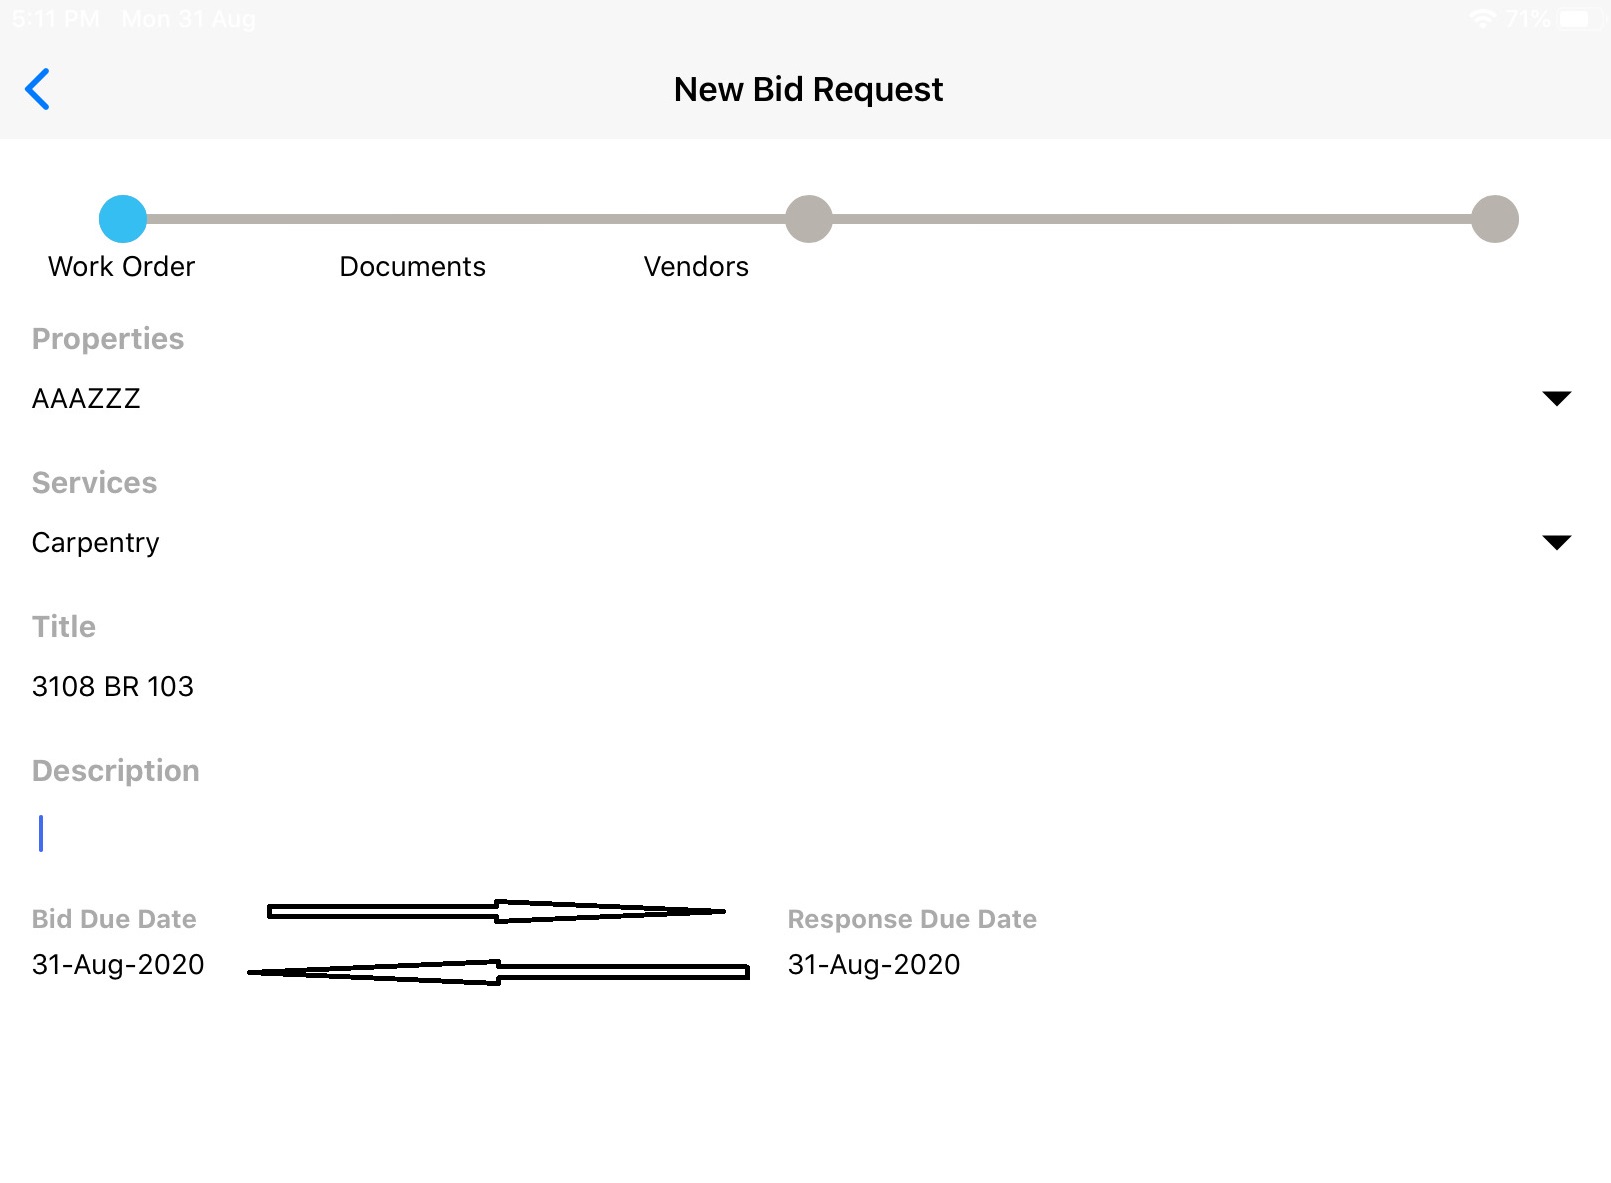 5:11 PM Mon 31 Aug 71%
New Bid Request
Work Order Documents Vendors
Properties
AAAZZZ
Services
Carpentry
Title
3108 BR 103
Description
Bid Due Date Response Due Date
31-Aug-2020 31-Aug-2020